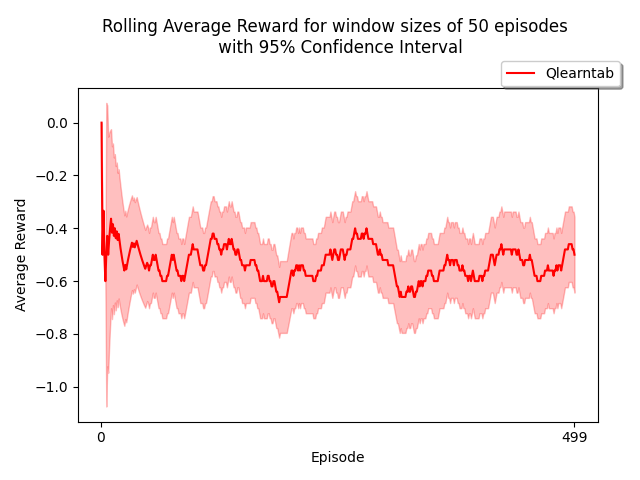 Rolling Average Reward for window sizes of 50 episodes
with 95% Confidence Interval
Qlearntab
0.0
−0.2
−0.4
−0.6
−0.8
−1.0
Average Reward
0
499
Episode